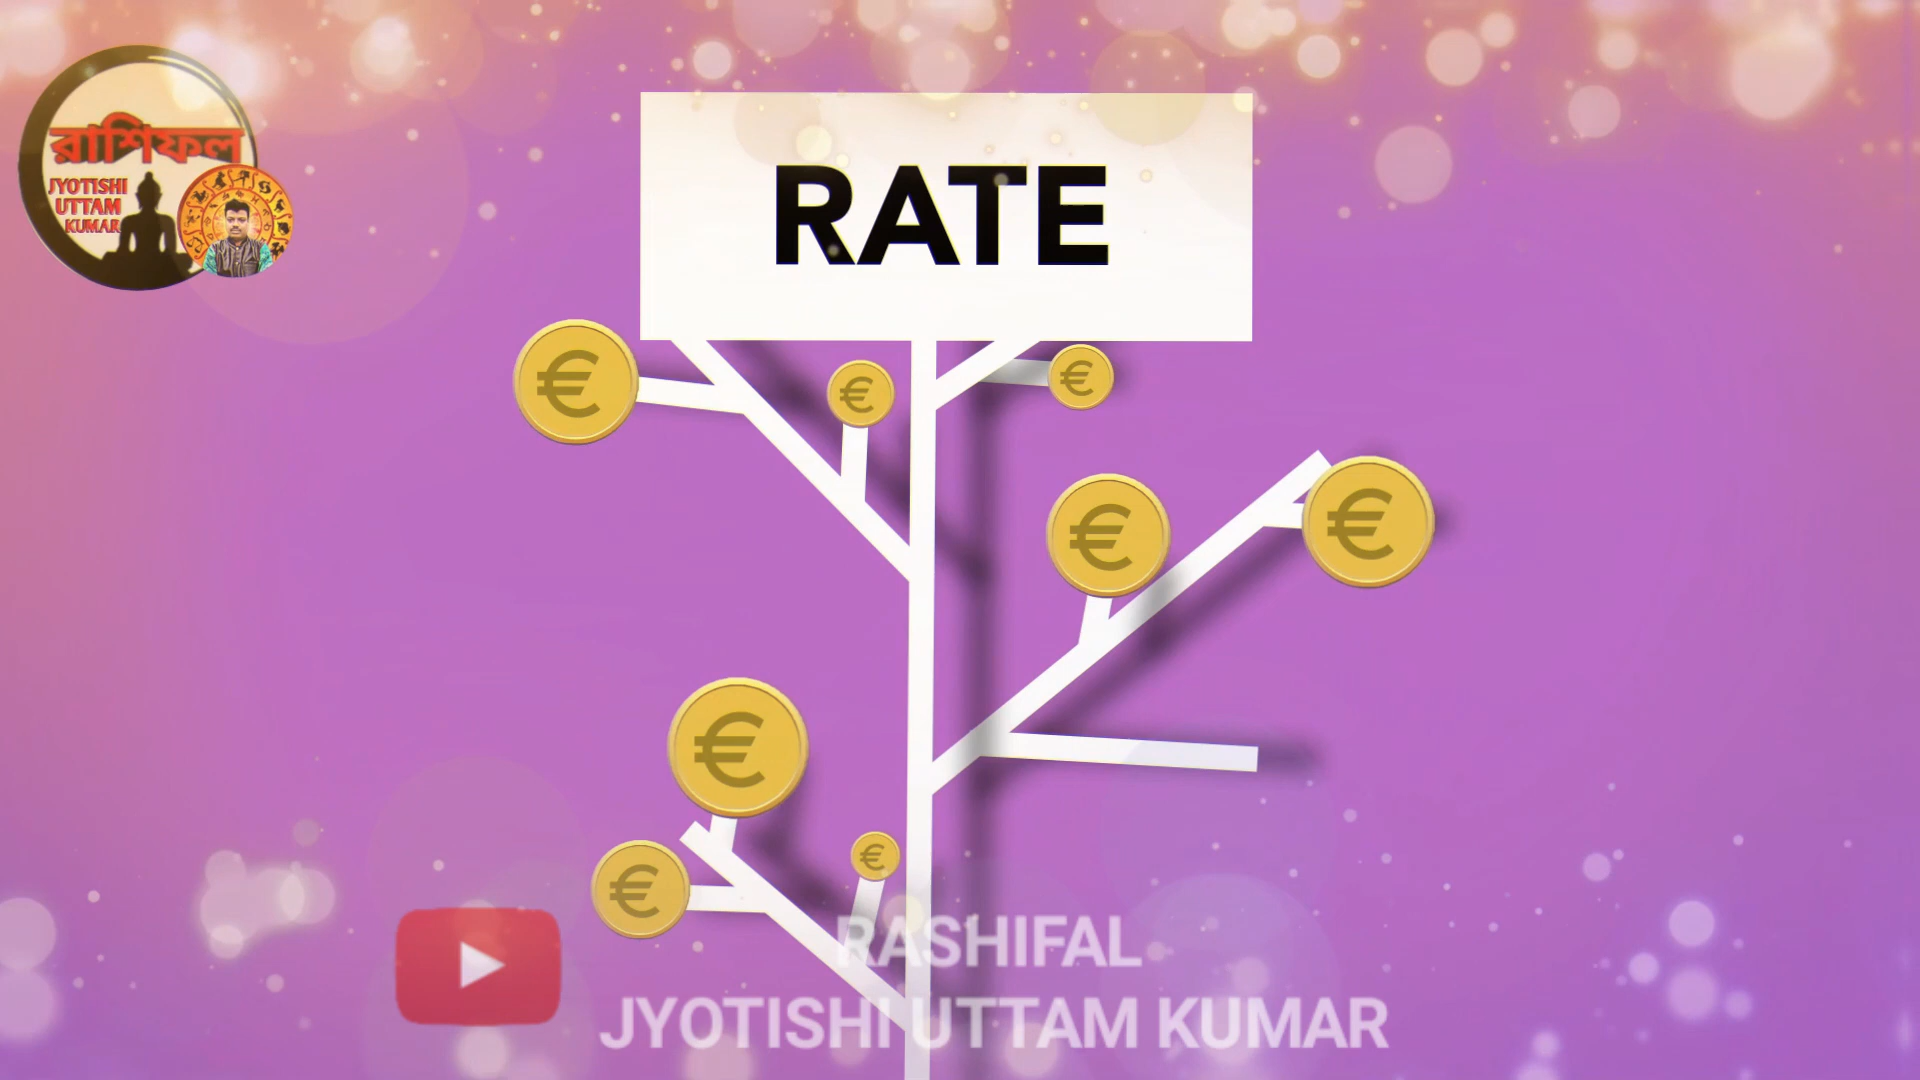 রাশিফল
JYOTISHI
UTTAM
KUMAR
RATE
€
€
€
€
€
€
€
€
RASHIFAL
JYOTISHI UTTAM KUMAR